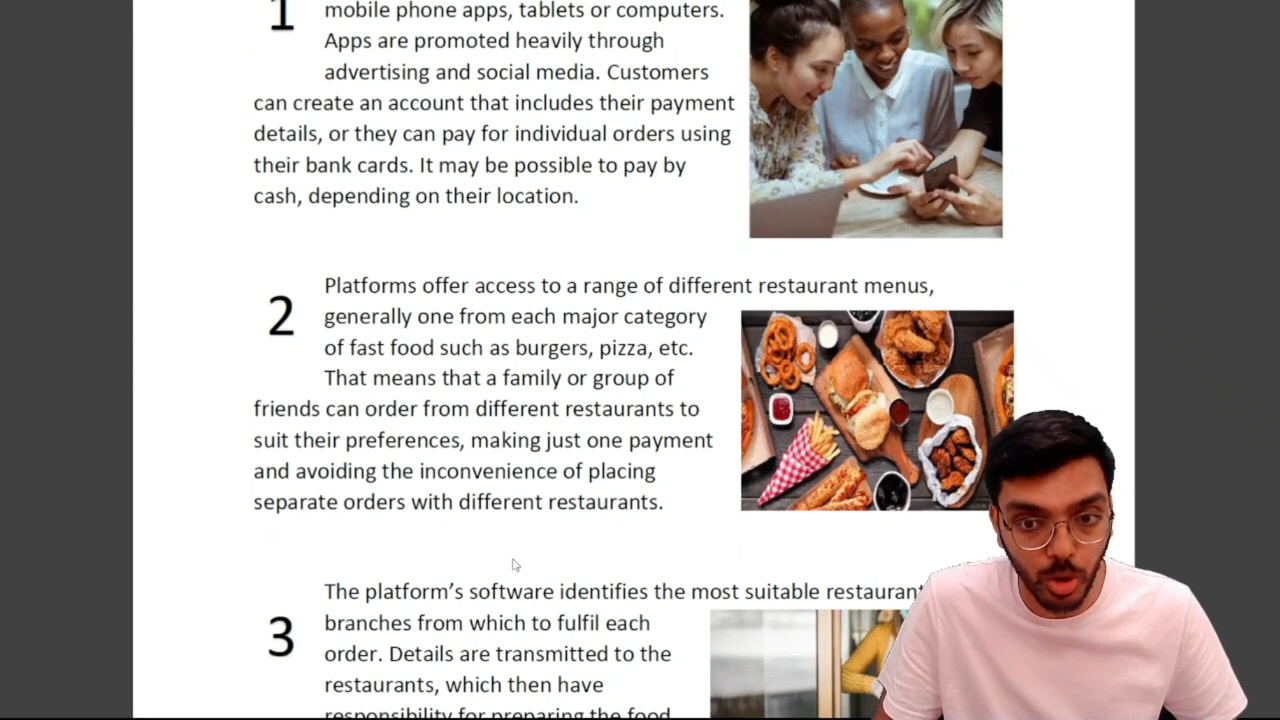 1
mobile phone apps, tablets or computers.
Apps are promoted heavily through
advertising and social media. Customers
can create an account that includes their payment
details, or they can pay for individual orders using
their bank cards. It may be possible to pay by
cash, depending on their location.
2
Platforms offer access to a range of different restaurant menus,
generally one from each major category
of fast food such as burgers, pizza, etc.
That means that a family or group of
friends can order from different restaurants to
suit their preferences, making just one payment
and avoiding the inconvenience of placing
separate orders with different restaurants.
3
The platform's software identifies the most suitable restaurant
branches from which to fulfil each
order. Details are transmitted to the
restaurants, which then have
responsibility for preparing the food